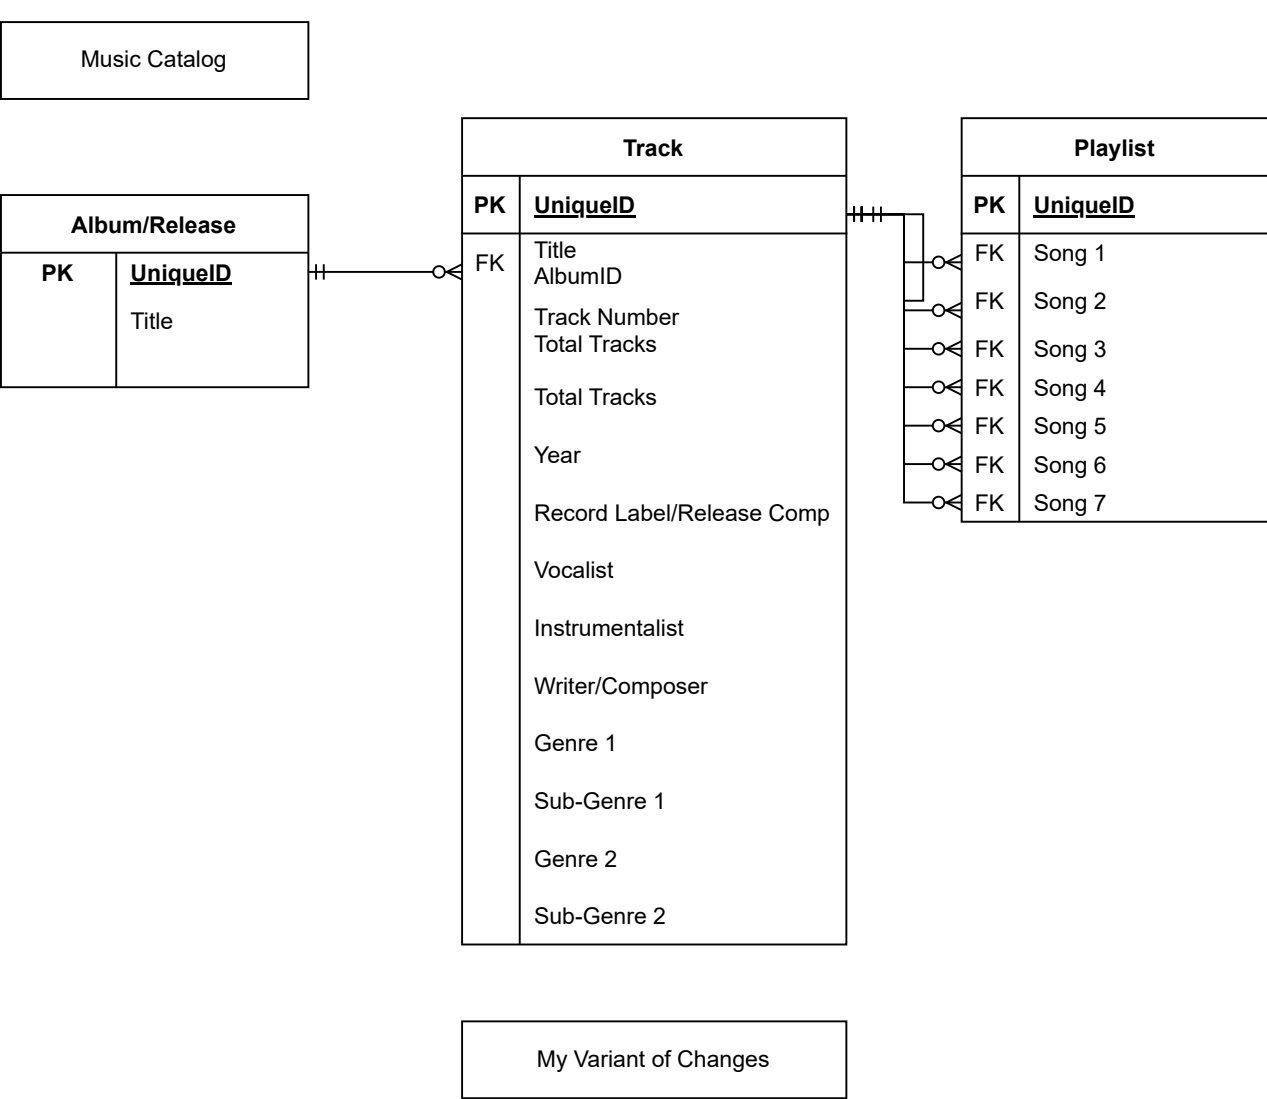 Music Catalog
Album/Release
PK UniqueID
Title
Track
PK UniqueID
FK Title
AlbumID
Track Number
Total Tracks
Total Tracks
Year
Record Label/Release Comp
Vocalist
Instrumentalist
Writer/Composer
Genre 1
Sub-Genre 1
Genre 2
Sub-Genre 2
Playlist
PK UniqueID
FK Song 1
FK Song 2
FK Song 3
FK Song 4
FK Song 5
FK Song 6
FK Song 7
My Variant of Changes